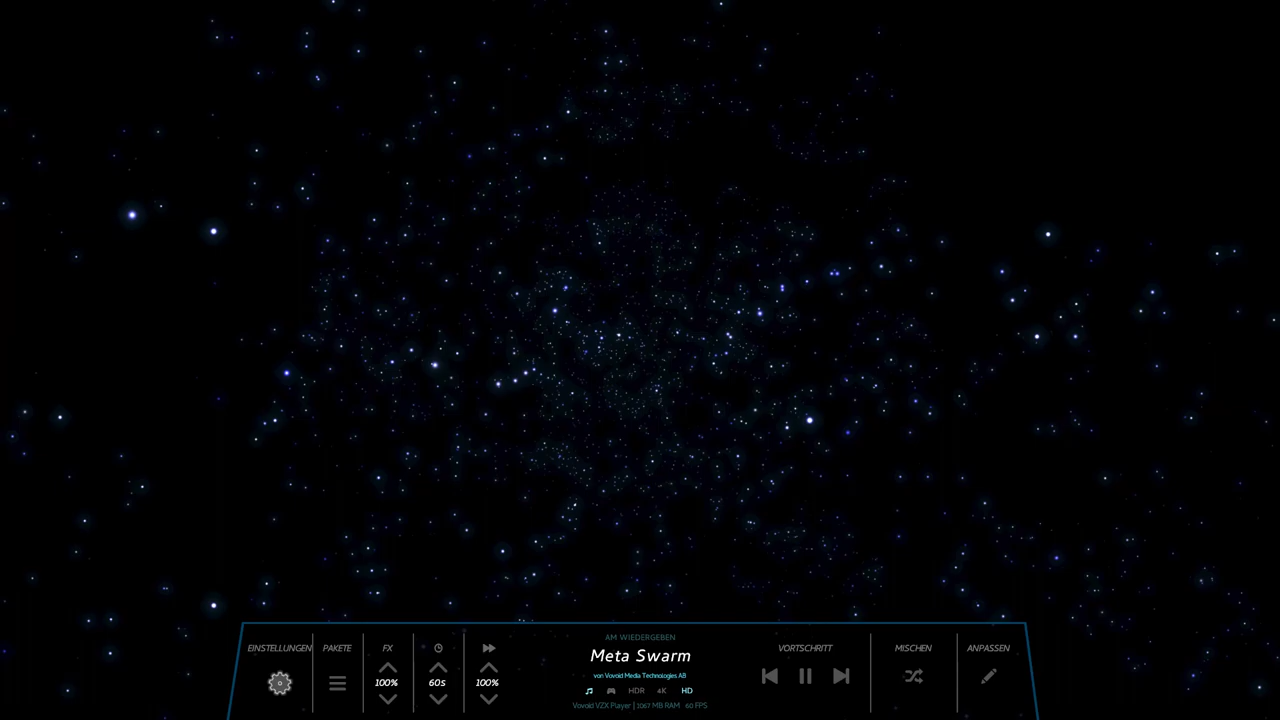 AM WIEDERGEBEN
EINSTELLUNGEN PAKETE FX VORTSCHRITT MISCHEN ANPASSEN
Meta Swarm
100% 60s 100%
von Vovoid Media Technologies AB
HDR 4K HD
Vovoid VZX Player | 1067 MB RAM 60 FPS